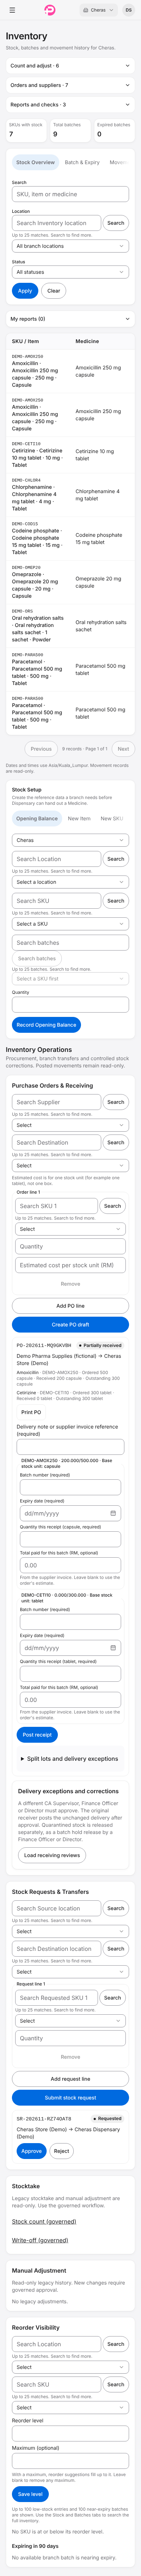 Cheras
DS
Inventory
Stock, batches and movement history for Cheras.
Count and adjust · 6
Orders and suppliers · 7
Reports and checks · 3
SKUs with stock
7
Total batches
9
Expired batches
0
Stock Overview
Batch & Expiry
Search
SKU, item or medicine
Location
Search Inventory location
Search
Up to 25 matches. Search to find more.
All branch locations
Status
All statuses
Apply
Clear
My reports (0)
SKU / Item
Medicine
DEMO-AMOX250
Amoxicillin ·
Amoxicillin 250 mg
capsule · 250 mg ·
Capsule
Amoxicillin 250 mg
capsule
DEMO-AMOX250
Amoxicillin ·
Amoxicillin 250 mg
capsule · 250 mg ·
Capsule
Amoxicillin 250 mg
capsule
DEMO-CETI10
Cetirizine · Cetirizine
10 mg tablet · 10 mg ·
Tablet
Cetirizine 10 mg
tablet
DEMO-CALOR4
Chlorphenamine ·
Chlorphenamine 4
mg tablet · 4 mg ·
Tablet
Chlorphenamine 4
mg tablet
DEMO-COD15
Codeine phosphate ·
Codeine phosphate
15 mg tablet · 15 mg ·
Tablet
Codeine phosphate
15 mg tablet
DEMO-OMEP20
Omeprazole ·
Omeprazole 20 mg
capsule · 20 mg ·
Capsule
Omeprazole 20 mg
capsule
DEMO-ORS
Oral rehydration salts
· Oral rehydration
salts sachet · 1
sachet · Powder
Oral rehydration salts
sachet
DEMO-PARA500
Paracetamol ·
Paracetamol 500 mg
tablet · 500 mg ·
Tablet
Paracetamol 500 mg
tablet
DEMO-PARA500
Paracetamol ·
Paracetamol 500 mg
tablet · 500 mg ·
Tablet
Paracetamol 500 mg
tablet
Previous
9 records · Page 1 of 1
Next
Dates and times use Asia/Kuala_Lumpur. Movement records
are read-only.
Stock Setup
Create the reference data a branch needs before
Dispensary can hand out a Medicine.
Opening Balance
New Item
New SKU
Cheras
Search Location
Search
Up to 25 matches. Search to find more.
Select a location
Search SKU
Search
Up to 25 matches. Search to find more.
Select a SKU
Search batches
Search batches
Up to 25 batches. Search to find more.
Select a SKU first
Quantity
Record Opening Balance
Inventory Operations
Procurement, branch transfers and controlled stock
corrections. Posted movements remain read-only.
Purchase Orders & Receiving
Search Supplier
Search
Up to 25 matches. Search to find more.
Select
Search Destination
Search
Up to 25 matches. Search to find more.
Select
Estimated cost is for one stock unit (for example one
tablet), not one box.
Order line 1
Search SKU 1
Search
Up to 25 matches. Search to find more.
Select
Quantity
Estimated cost per stock unit (RM)
Remove
Add PO line
Create PO draft
Partially received
Demo Pharma Supplies (fictional) → Cheras
Store (Demo)
Amoxicillin · DEMO-AMOX250 · Ordered 500
capsule · Received 200 capsule · Outstanding 300
capsule
Cetirizine · DEMO-CETI10 · Ordered 300 tablet ·
Received 0 tablet · Outstanding 300 tablet
Print PO
Delivery note or supplier invoice reference
(required)
DEMO-AMOX250 · 200.000/500.000 · Base
stock unit: capsule
Batch number (required)
Expiry date (required)
dd/mm/yyyy
Quantity this receipt (capsule, required)
Total paid for this batch (RM, optional)
0.00
From the supplier invoice. Leave blank to use the
order's estimate.
DEMO-CETI10 · 0.000/300.000 · Base stock
unit: tablet
Batch number (required)
Expiry date (required)
dd/mm/yyyy
Quantity this receipt (tablet, required)
Total paid for this batch (RM, optional)
0.00
From the supplier invoice. Leave blank to use the
order's estimate.
Post receipt
Split lots and delivery exceptions
Delivery exceptions and corrections
A different CA Supervisor, Finance Officer
or Director must approve. The original
receiver posts the unchanged delivery after
approval. Quarantined stock is released
separately, as a batch hold release by a
Finance Officer or Director.
Load receiving reviews
Stock Requests & Transfers
Search Source location
Search
Up to 25 matches. Search to find more.
Select
Search Destination location
Search
Up to 25 matches. Search to find more.
Select
Request line 1
Search Requested SKU 1
Search
Up to 25 matches. Search to find more.
Select
Quantity
Remove
Add request line
Submit stock request
SR-202611-RZ74OAT8
Requested
Cheras Store (Demo) → Cheras Dispensary
(Demo)
Approve
Reject
Stocktake
Legacy stocktake and manual adjustment are
read-only. Use the governed workflow.
Stock count (governed)
Write-off (governed)
Manual Adjustment
Read-only legacy history. New changes require
governed approval.
No legacy adjustments.
Reorder Visibility
Search Location
Search
Up to 25 matches. Search to find more.
Select
Search SKU
Search
Up to 25 matches. Search to find more.
Select
Reorder level
Maximum (optional)
With a maximum, reorder suggestions fill up to it. Leave
blank to remove any maximum.
Save level
Up to 100 low-stock entries and 100 near-expiry batches
are shown. Use the Stock and Batches tabs to search the
full inventory.
No SKU is at or below its reorder level.
Expiring in 90 days
No available branch batch is nearing expiry.